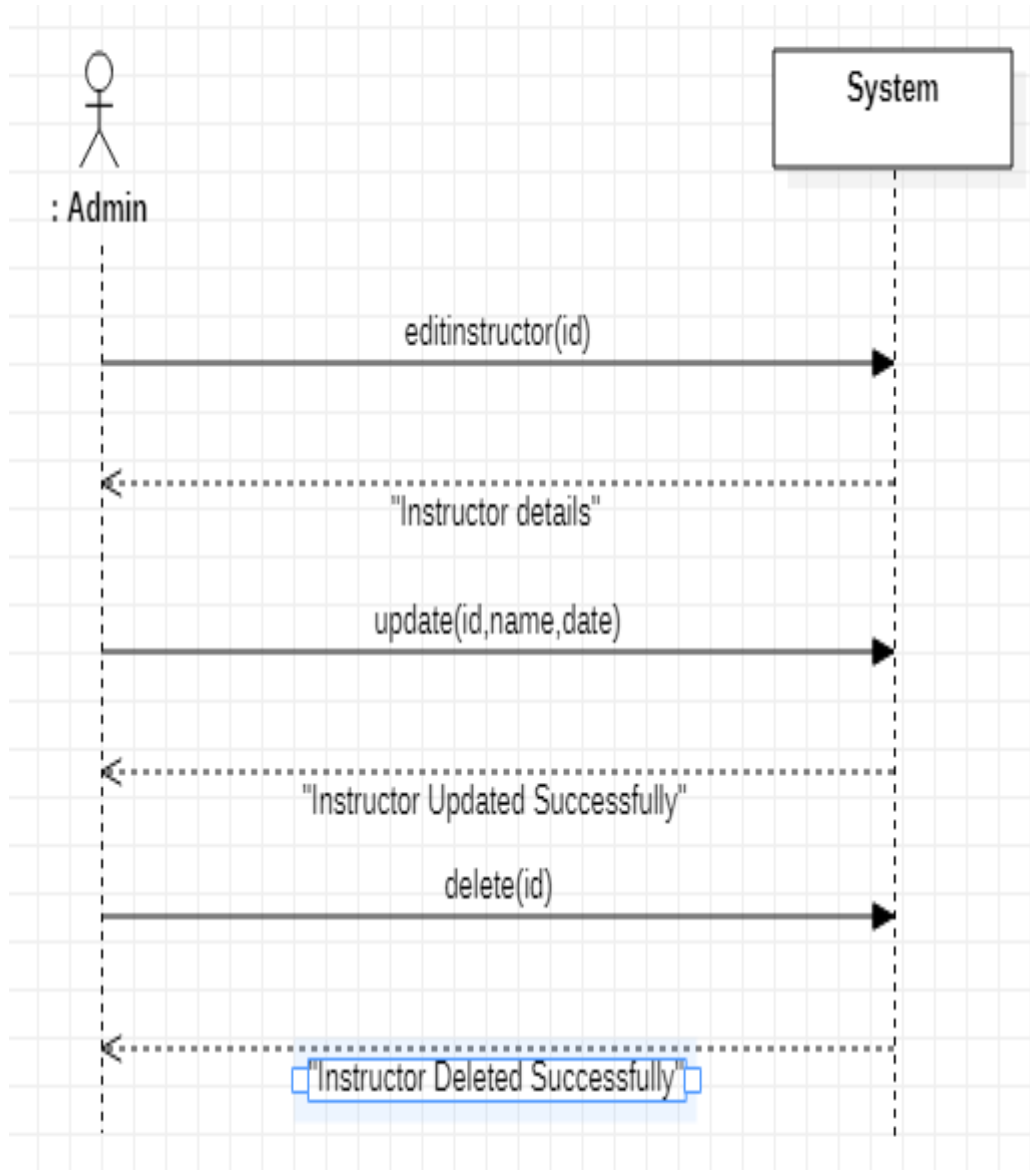 System
: Admin
editinstructor(id)
"Instructor details"
update(id,name,date)
"Instructor Updated Successfully"
delete(id)
"Instructor Deleted Successfully"